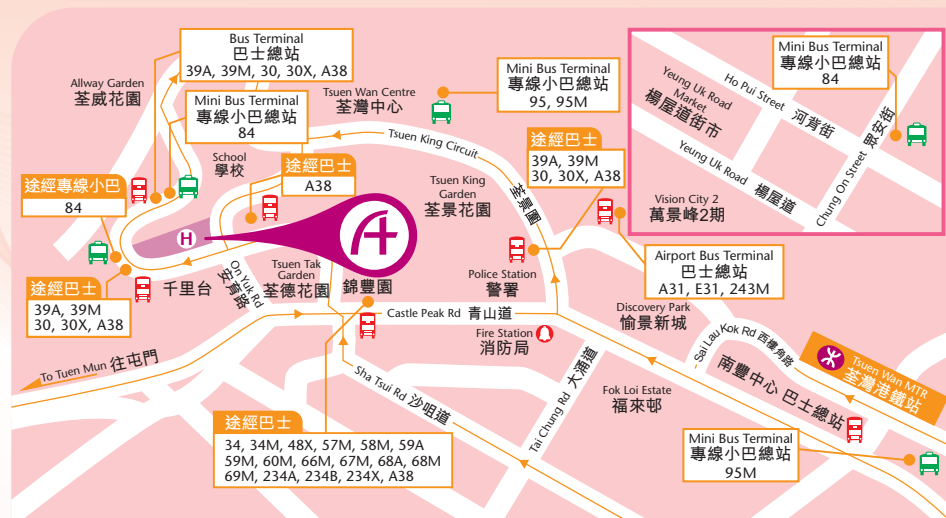 Bus Terminal
巴士總站
39A, 39M, 30, 30X, A38
Allway Garden
荃威花園
Mini Bus Terminal
專線小巴總站
84
School
學校
途經巴士
A38
途經專線小巴
84
途經巴士
39A, 39M
30, 30X, A38
千里台
On Yuk Rd
安育路
H
Tsuen Wan Centre
荃灣中心
Mini Bus Terminal
專線小巴總站
95, 95M
Tsuen King Circuit
荃景圍
Tsuen King
Garden
荃景花園
途經巴士
39A, 39M
30, 30X, A38
Tsuen Tak
Garden
荃德花園
錦豐園
Police Station
警署
Castle Peak Rd 青山道
Fire Station
消防局
To Tuen Mun 往屯門
Sha Tsui Rd 沙咀道
途經巴士
34, 34M, 48X, 57M, 58M, 59A
59M, 60M, 66M, 67M, 68A, 68M
69M, 234A, 234B, 234X, A38
Tai Chung Rd 大涌道
Fok Loi Estate
福來邨
Mini Bus Terminal
專線小巴總站
84
Yeung Uk Road
Market
楊屋道街市
Ho Pui Street 河背街
Yeung Uk Road 楊屋道
Chung On Street 眾安街
Vision City 2
萬景峰2期
Airport Bus Terminal
巴士總站
A31, E31, 243M
Discovery Park
愉景新城
Sai Lau Kok Rd 西樓角路
Tsuen Wan MTR
荃灣港鐵站
南豐中心 巴士總站
Mini Bus Terminal
專線小巴總站
95M